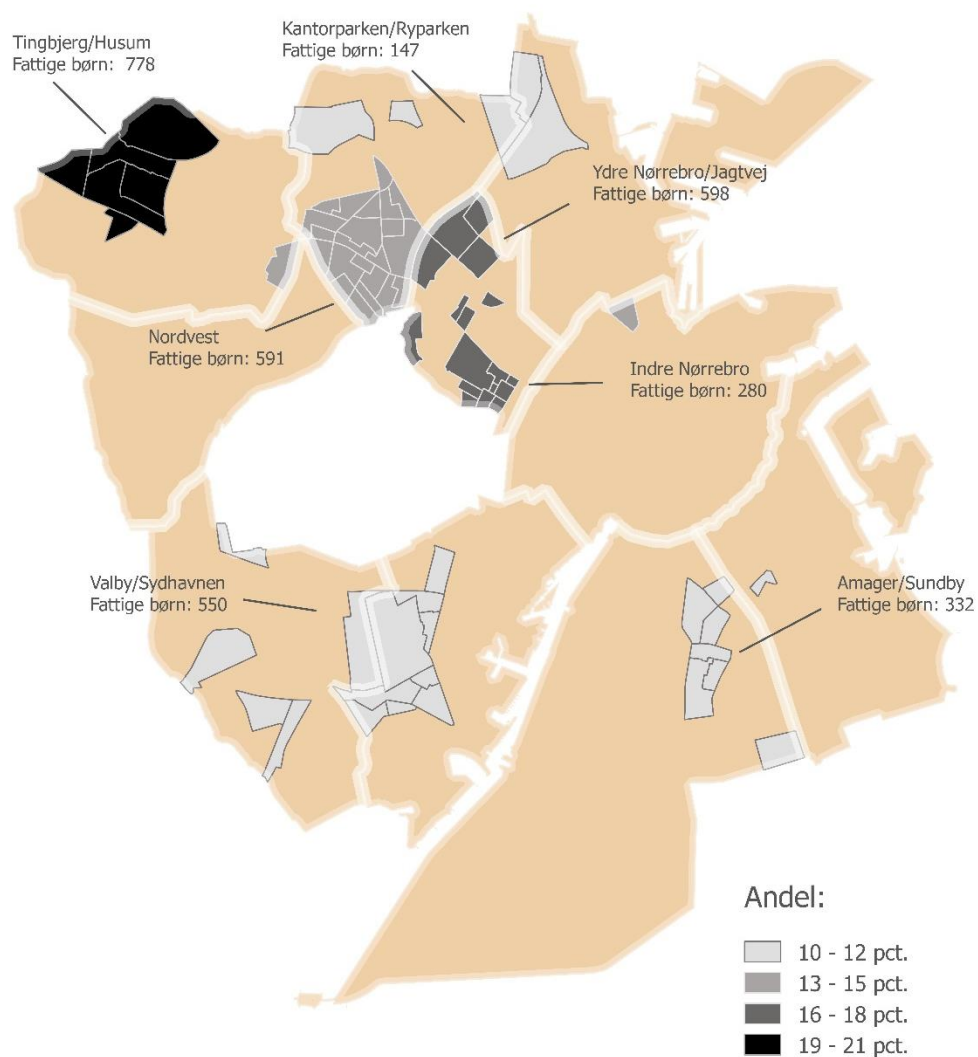 Kantorparken/Ryparken
Fattige børn: 147
Tingbjerg/Husum
Fattige børn: 778
Ydre Nørrebro/Jagtvej
Fattige børn: 598
Nordvest
Fattige børn: 591
Indre Nørrebro
Fattige børn: 280
Valby/Sydhavnen
Fattige børn: 550
Amager/Sundby
Fattige børn: 332
Andel:
10 - 12 pct.
13 - 15 pct.
16 - 18 pct.
19 - 21 pct.